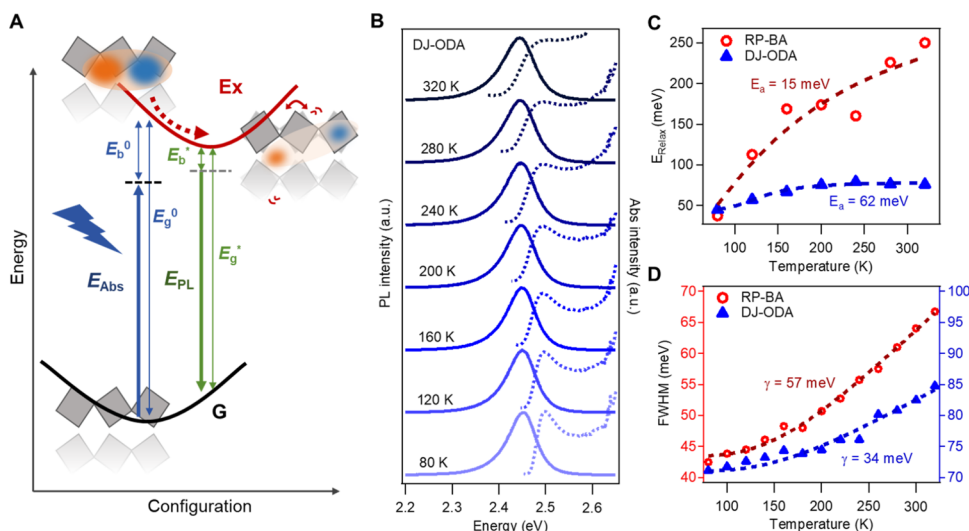 A
Energy
Configuration
Ex
E_b^0
E_g^0
E_Abs
E_PL
E_b^*
E_g^*
G
B
DJ-ODA
320 K
280 K
240 K
200 K
160 K
120 K
80 K
PL intensity (a.u.)
Abs intensity (a.u.)
2.2 2.3 2.4 2.5 2.6
Energy (eV)
C
RP-BA
DJ-ODA
E_a = 15 meV
E_a = 62 meV
E_Relax (meV)
250
200
150
100
50
100 150 200 250 300
Temperature (K)
D
RP-BA
DJ-ODA
γ = 57 meV
γ = 34 meV
FWHM (meV)
70
65
60
55
50
45
40
100
95
90
85
80
75
70
100 150 200 250 300
Temperature (K)